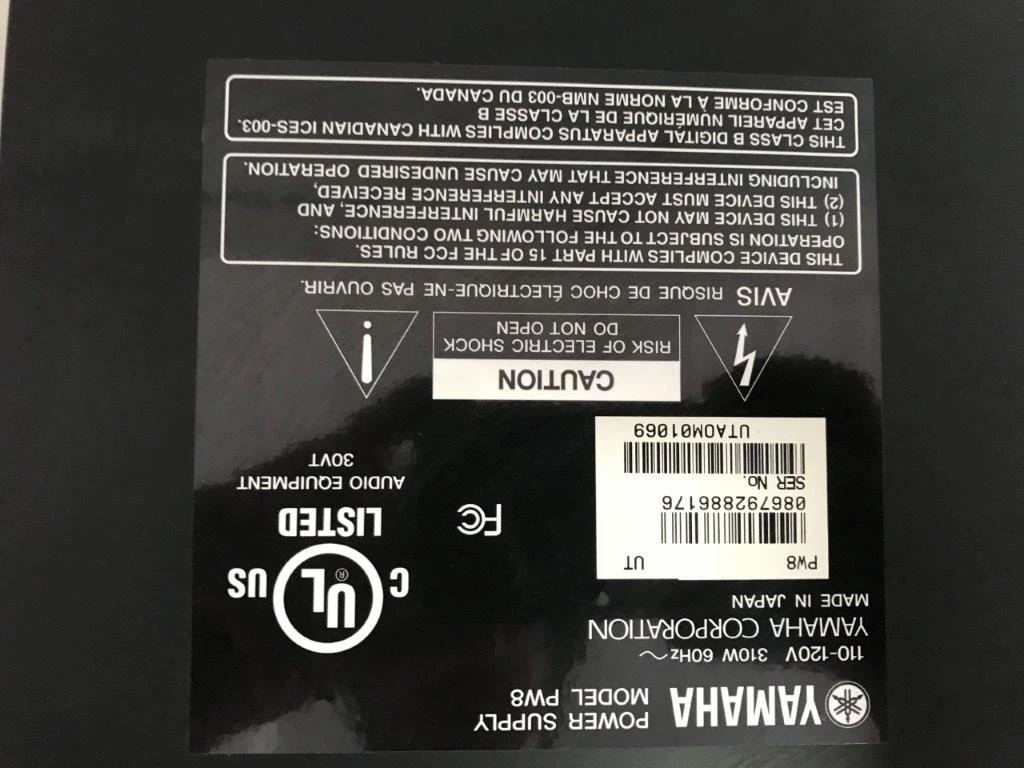 YAMAHA POWER SUPPLY
MODEL PW8
110-120V 310W 60Hz~
YAMAHA CORPORATION
MADE IN JAPAN
PW8 UT
086792886176
SER No.
UTAOM01069
C UL ® US
LISTED
AUDIO EQUIPMENT
30VT
FC
CAUTION
RISK OF ELECTRIC SHOCK
DO NOT OPEN
AVIS RISQUE DE CHOC ÉLECTRIQUE-NE PAS OUVRIR.
THIS DEVICE COMPLIES WITH PART 15 OF THE FCC RULES.
OPERATION IS SUBJECT TO THE FOLLOWING TWO CONDITIONS:
(1) THIS DEVICE MAY NOT CAUSE HARMFUL INTERFERENCE, AND,
(2) THIS DEVICE MUST ACCEPT ANY INTERFERENCE RECEIVED,
INCLUDING INTERFERENCE THAT MAY CAUSE UNDESIRED OPERATION.
THIS CLASS B DIGITAL APPARATUS COMPLIES WITH CANADIAN ICES-003.
CET APPAREIL NUMÉRIQUE DE LA CLASSE B
EST CONFORME À LA NORME NMB-003 DU CANADA.